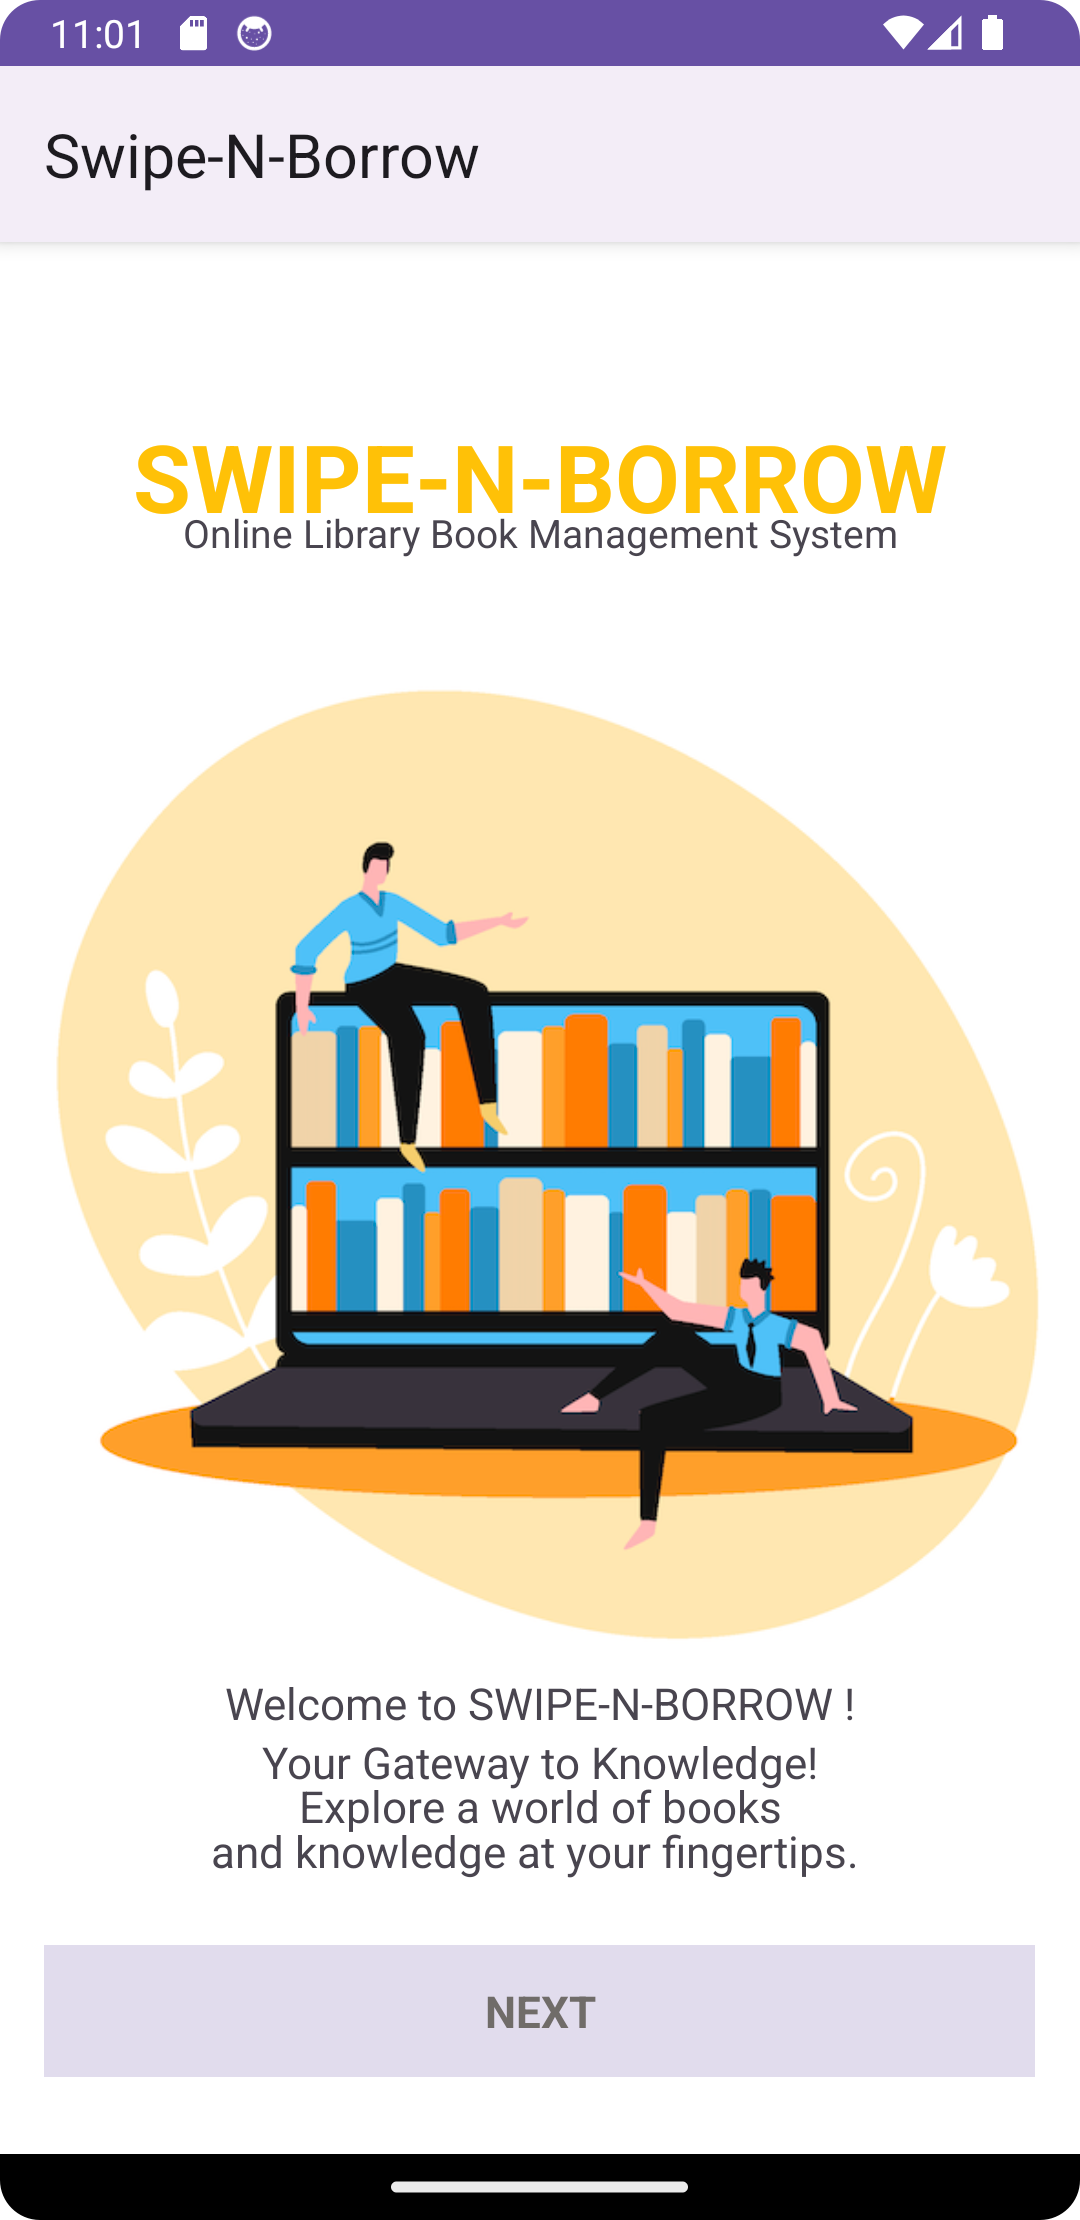 11:01
Swipe-N-Borrow
SWIPE-N-BORROW
Online Library Book Management System
Welcome to SWIPE-N-BORROW !
Your Gateway to Knowledge!
Explore a world of books
and knowledge at your fingertips.
NEXT